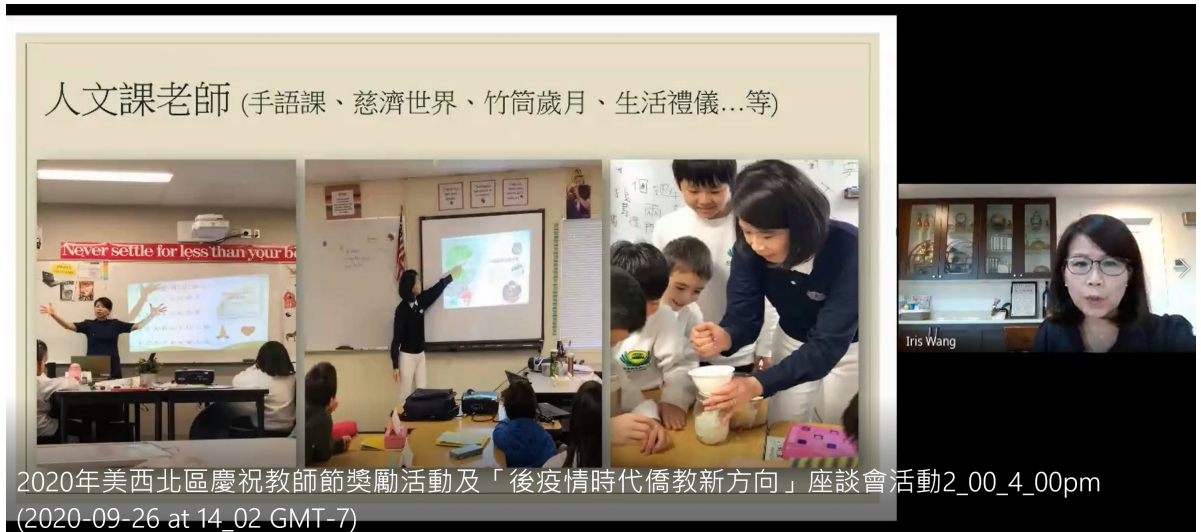 人文課老師 (手語課、慈濟世界、竹筒歲月、生活禮儀…等)
Never settle for less than your be
Iris Wang
2020年美西北區慶祝教師節獎勵活動及「後疫情時代僑教新方向」座談會活動2_00_4_00pm
(2020-09-26 at 14_02 GMT-7)